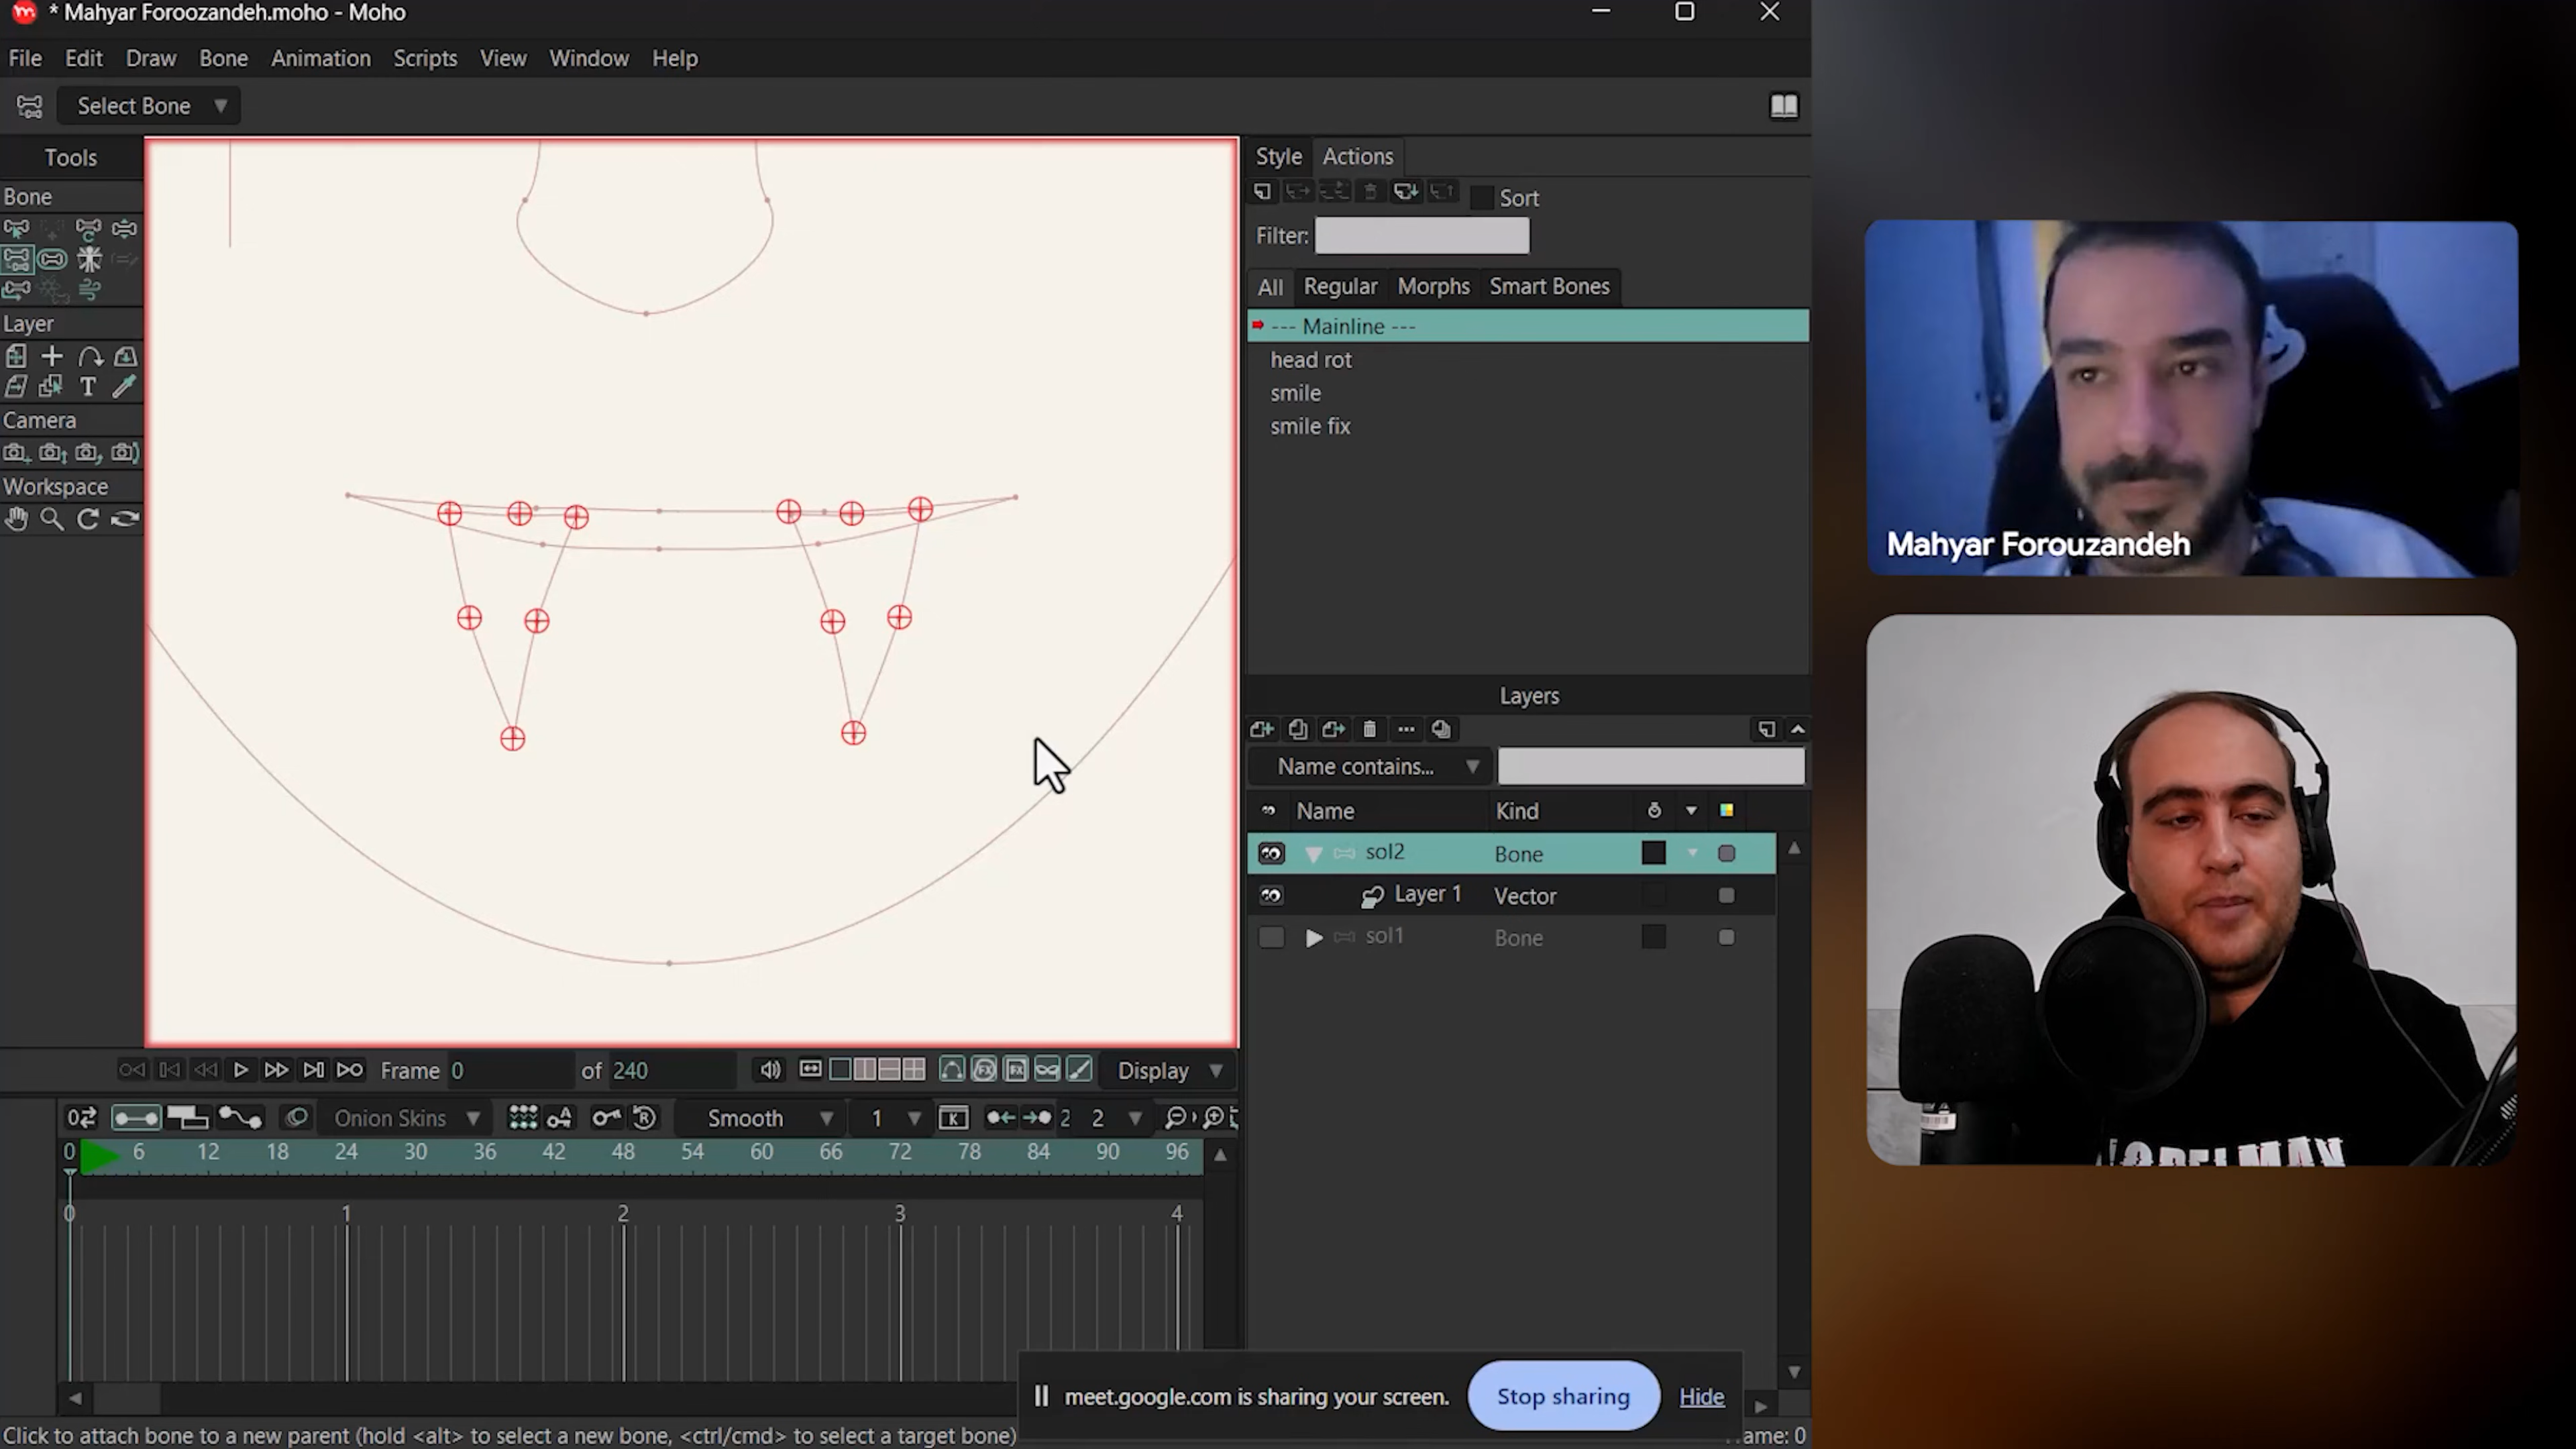 * Mahyar Foroozandeh.moho - Moho
File Edit Draw Bone Animation Scripts View Window Help
Select Bone
Tools
Bone
Layer
T
Camera
Workspace
Style Actions
Sort
Filter:
All Regular Morphs Smart Bones
--- Mainline ---
head rot
smile
smile fix
Layers
Name contains...
Name Kind
sol2 Bone
Layer 1 Vector
sol1 Bone
Frame 0 of 240 Display
Onion Skins Smooth 1 K 2 2
0 6 12 18 24 30 36 42 48 54 60 66 72 78 84 90 96
0 1 2 3 4
meet.google.com is sharing your screen. Stop sharing Hide
Click to attach bone to a new parent (hold <alt> to select a new bone, <ctrl/cmd> to select a target bone)
ame: 0
Mahyar Forouzandeh